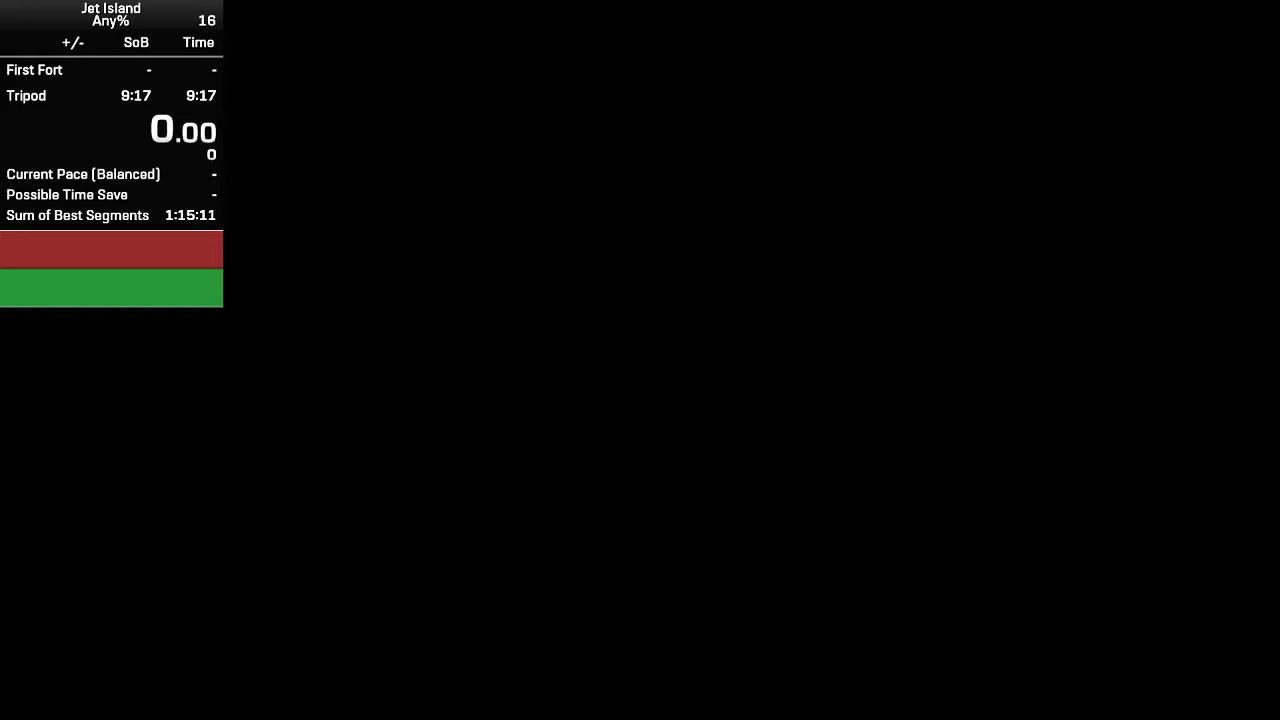 Jet Island
Any% 16
+/- SoB Time
First Fort - -
Tripod 9:17 9:17
0.00
0
Current Pace (Balanced) -
Possible Time Save -
Sum of Best Segments 1:15:11